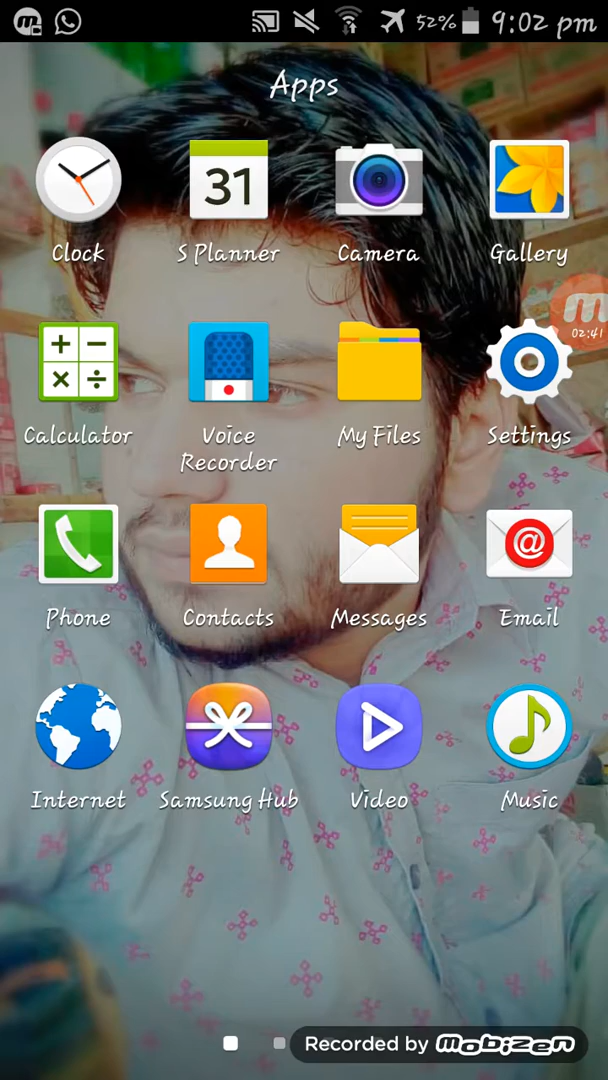 52% 9:02 pm
Apps
31
Clock S Planner Camera Gallery
m
02:41
Calculator Voice Recorder My Files Settings
@
Phone Contacts Messages Email
Internet Samsung Hub Video Music
Recorded by mobizen